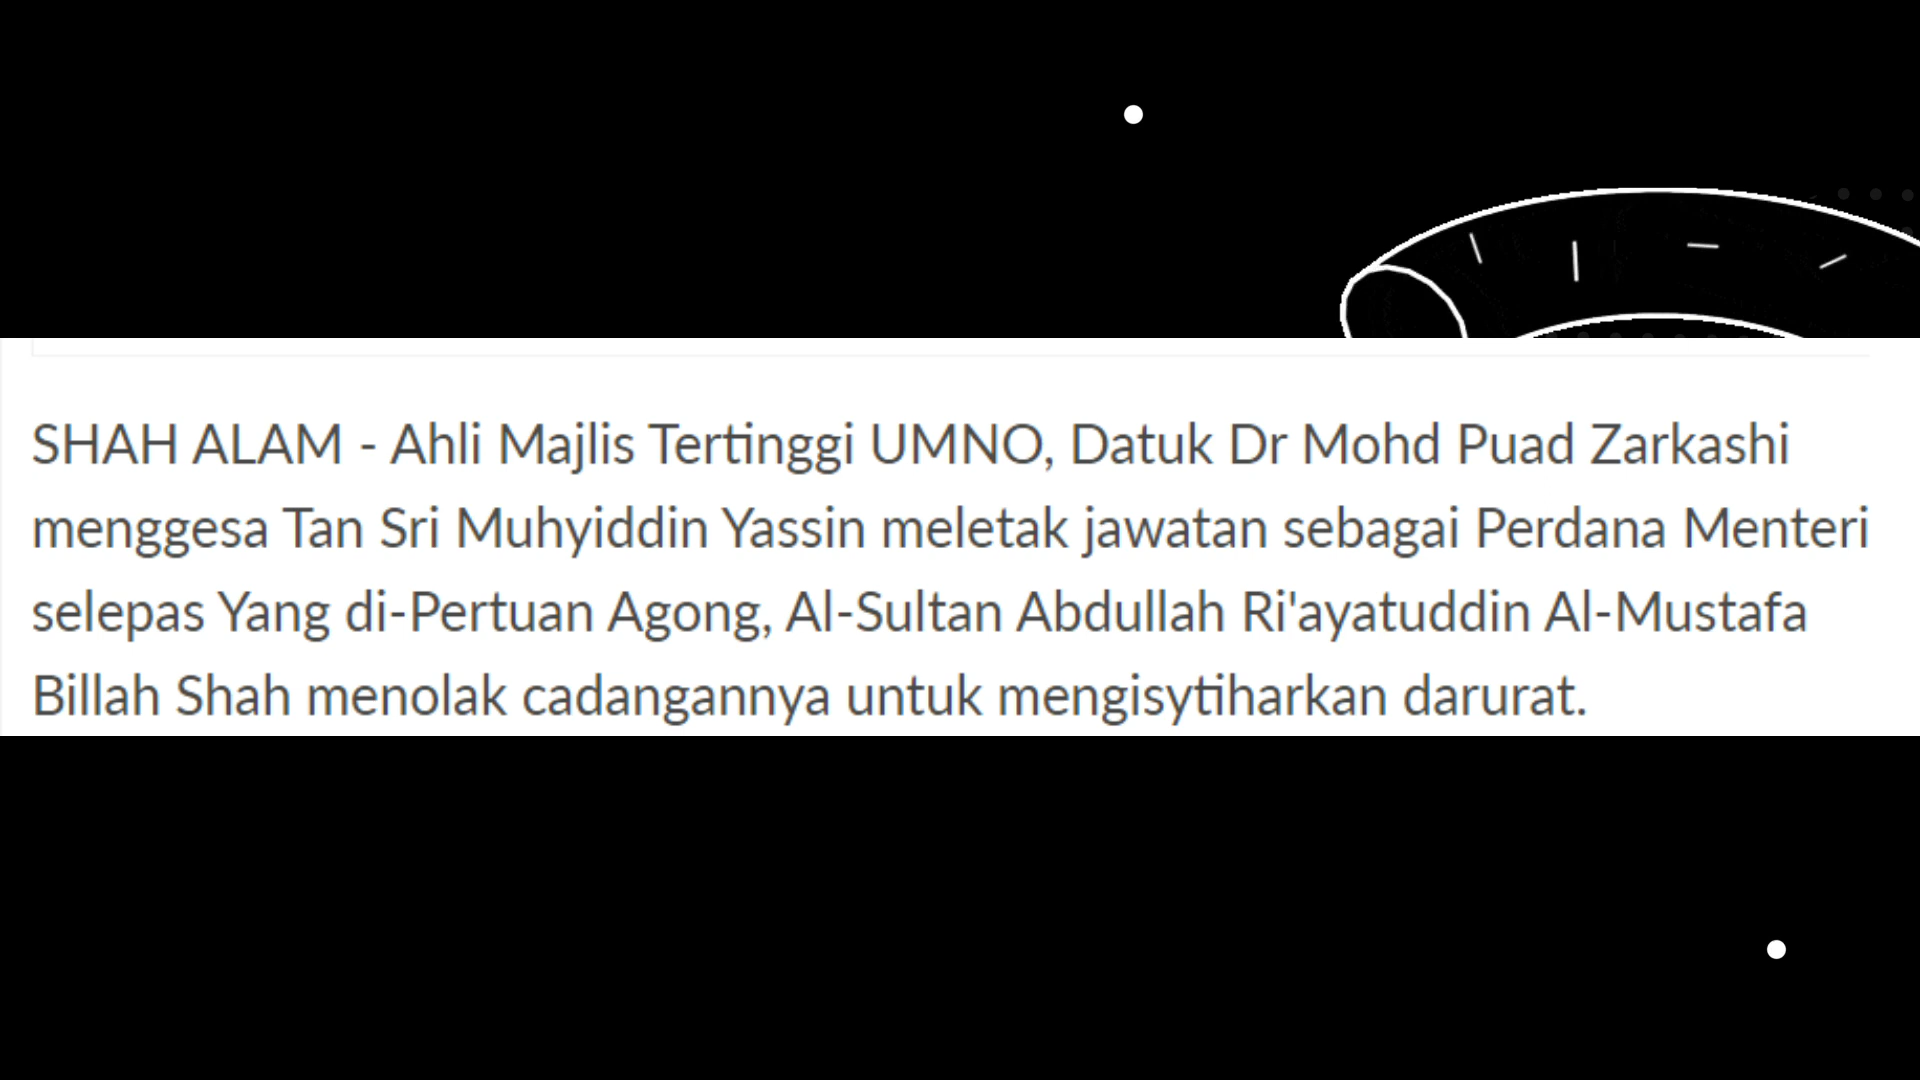 SHAH ALAM - Ahli Majlis Tertinggi UMNO, Datuk Dr Mohd Puad Zarkashi
menggesa Tan Sri Muhyiddin Yassin meletak jawatan sebagai Perdana Menteri
selepas Yang di-Pertuan Agong, Al-Sultan Abdullah Ri'ayatuddin Al-Mustafa
Billah Shah menolak cadangannya untuk mengisytiharkan darurat.